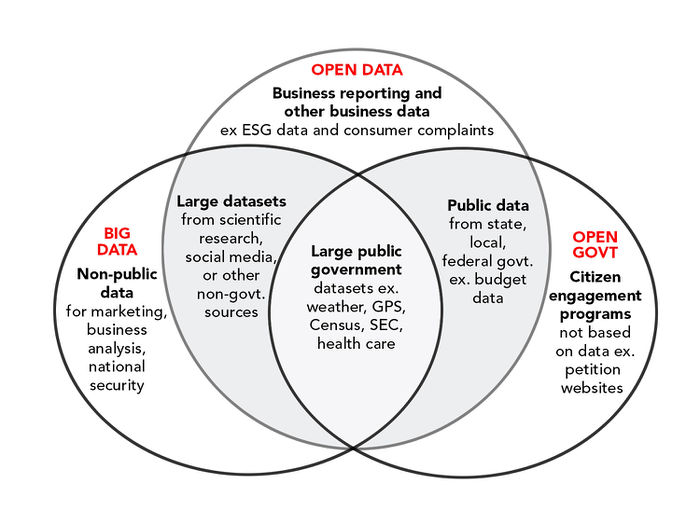 OPEN DATA
Business reporting and
other business data
ex ESG data and consumer complaints
Large datasets
from scientific
research,
social media,
or other
non-govt.
sources
Public data
from state,
local,
federal govt.
ex. budget
data
BIG
DATA
Non-public
data
for marketing,
business
analysis,
national
security
Large public
government
datasets ex.
weather, GPS,
Census, SEC,
health care
OPEN
GOVT
Citizen
engagement
programs
not based
on data ex.
petition
websites